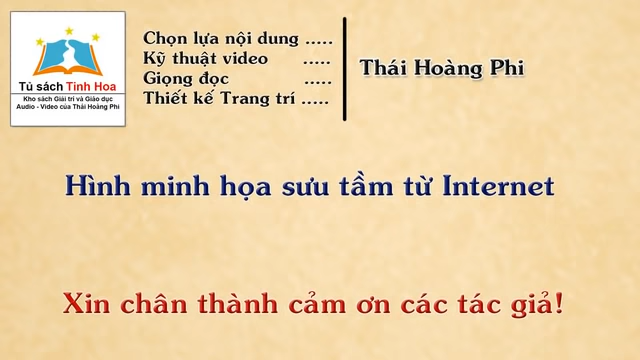 Tủ sách Tinh Hoa
Kho sách Giải trí và Giáo dục
Audio - Video của Thái Hoàng Phi
Chọn lựa nội dung .....
Kỹ thuật video .....
Giọng đọc .....
Thiết kế Trang trí .....
Thái Hoàng Phi
Hình minh họa sưu tầm từ Internet
Xin chân thành cảm ơn các tác giả!